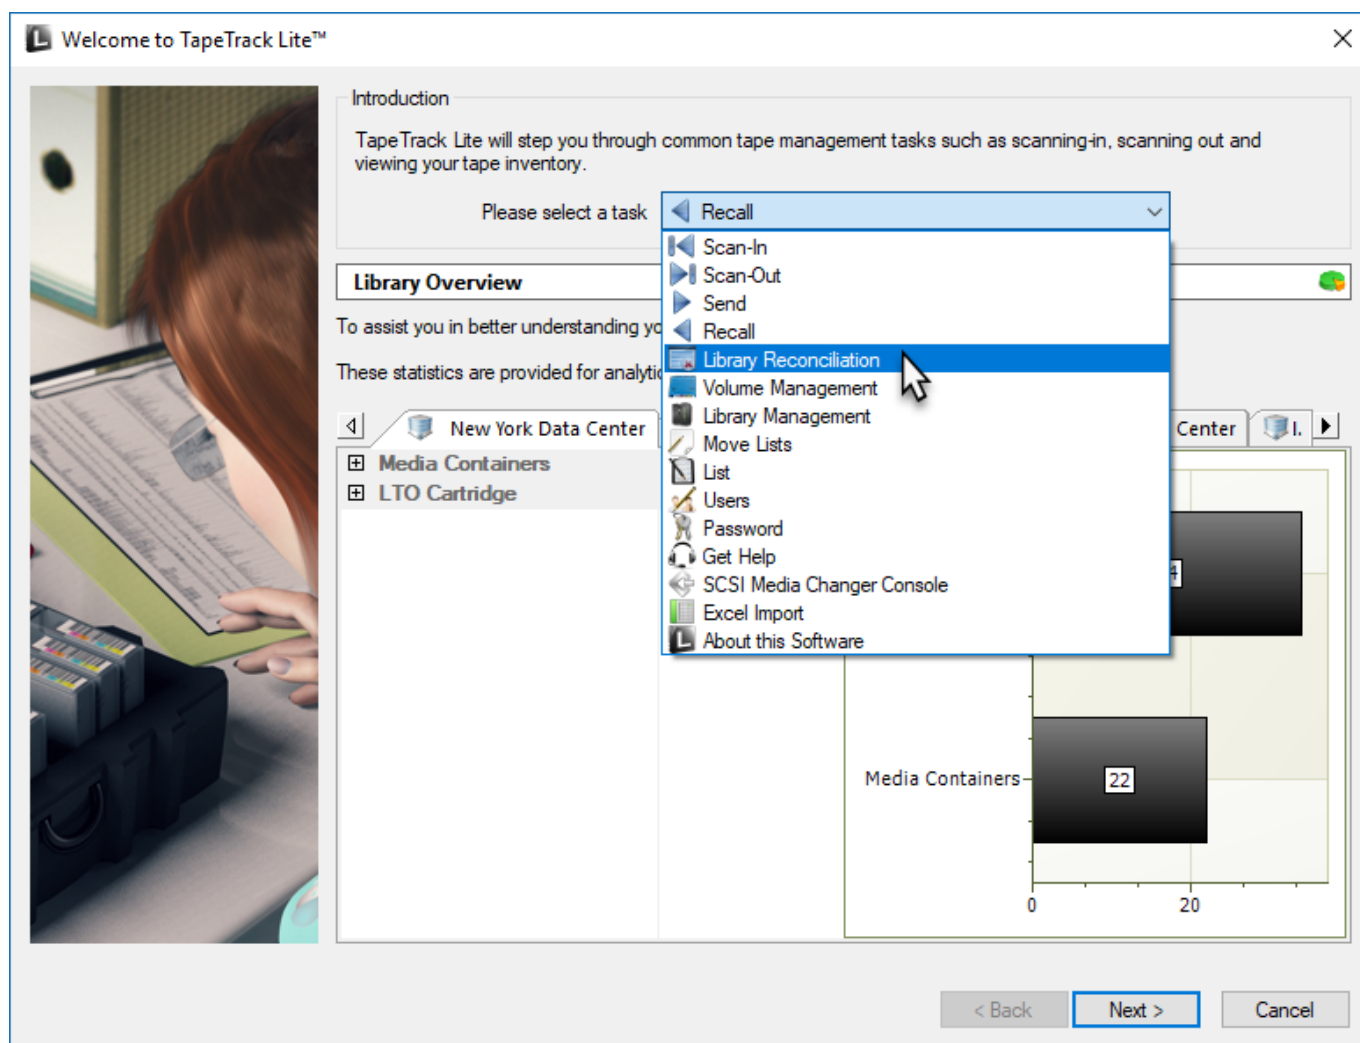 Welcome to TapeTrack Lite™
Introduction
TapeTrack Lite will step you through common tape management tasks such as scanning-in, scanning out and
viewing your tape inventory.
Please select a task
Recall
Scan-In
Scan-Out
Send
Recall
Library Reconciliation
Volume Management
Library Management
Move Lists
List
Users
Password
Get Help
SCSI Media Changer Console
Excel Import
About this Software
Library Overview
To assist you in better understanding
These statistics are provided for
New York Data Center
Center
Media Containers
LTO Cartridge
Media Containers
22
0
20
< Back
Next >
Cancel